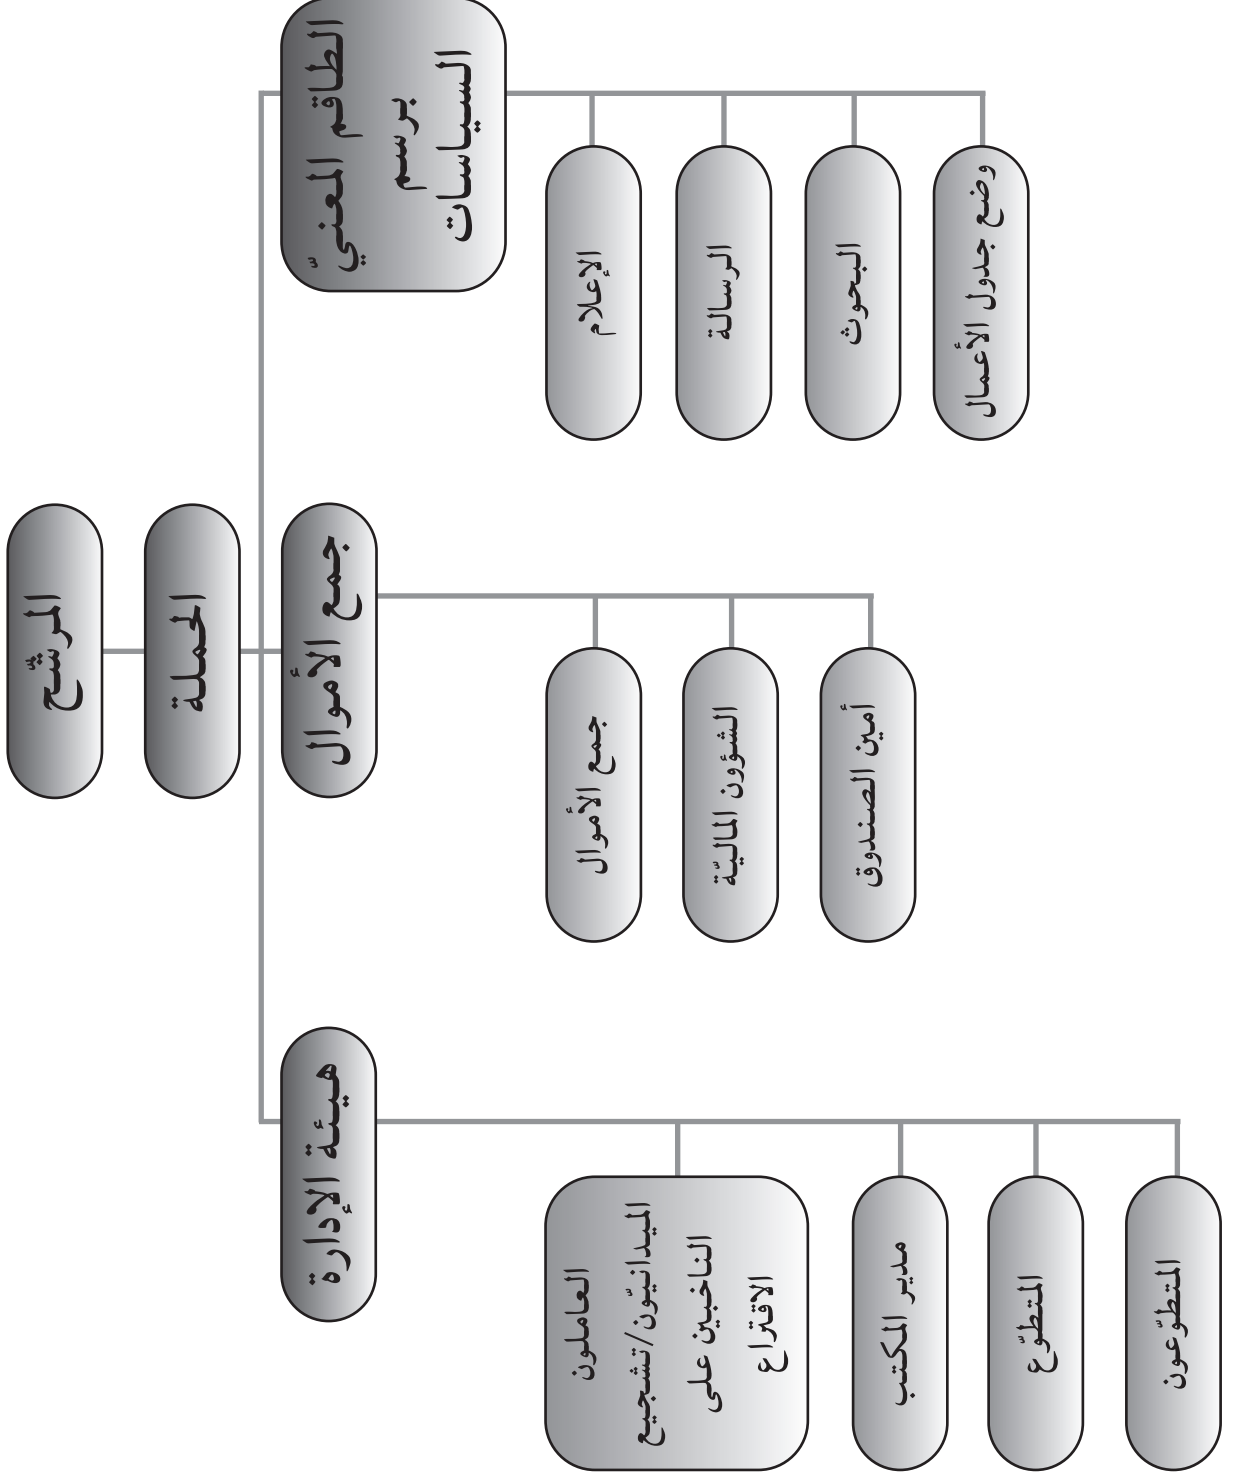 المرشّح
الحملة
الطاقم المعنيّ
برسم
السياسات
الإعلام
الرسالة
البحوث
وضع جدول الأعمال
جمع الأموال
جمع الأموال
الشؤون الماليّة
أمين الصندوق
هيئة الإدارة
العاملون
الميدانيّون/تشجيع
الناخبين على
الاقتراع
مدير المكتب
المتطوّع
المتطوّعون